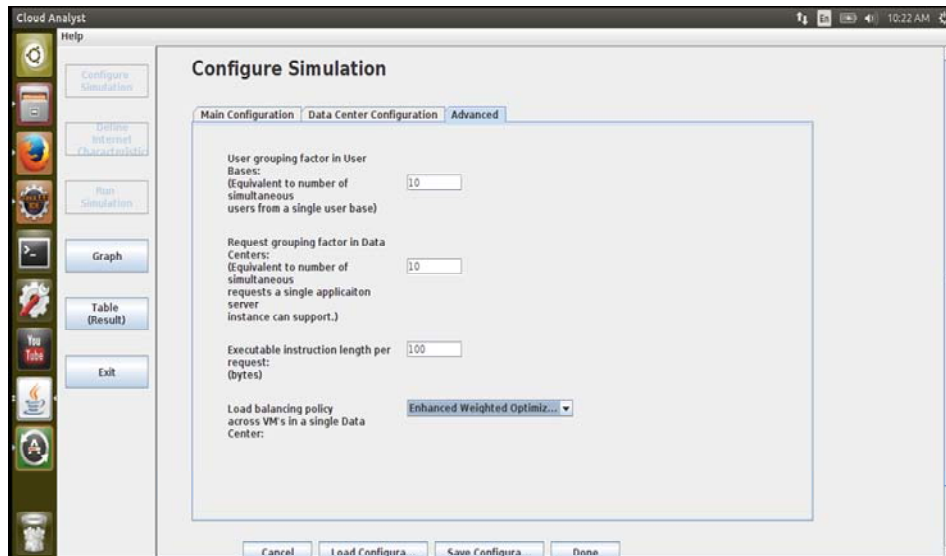 Cloud Analyst
En
10:22 AM
Help
Configure
Simulation
Define
Internet
Characteristic
Run
Simulation
Graph
Table
(Result)
Exit
You
Tube
Configure Simulation
Main Configuration Data Center Configuration Advanced
User grouping factor in User
Bases:
(Equivalent to number of
simultaneous
users from a single user base)
10
Request grouping factor in Data
Centers:
(Equivalent to number of
simultaneous
requests a single applicaiton
server
instance can support.)
10
Executable instruction length per
request:
(bytes)
100
Load balancing policy
across VM's in a single Data
Center:
Enhanced Weighted Optimiz...
Cancel Load Configura... Save Configura... Done